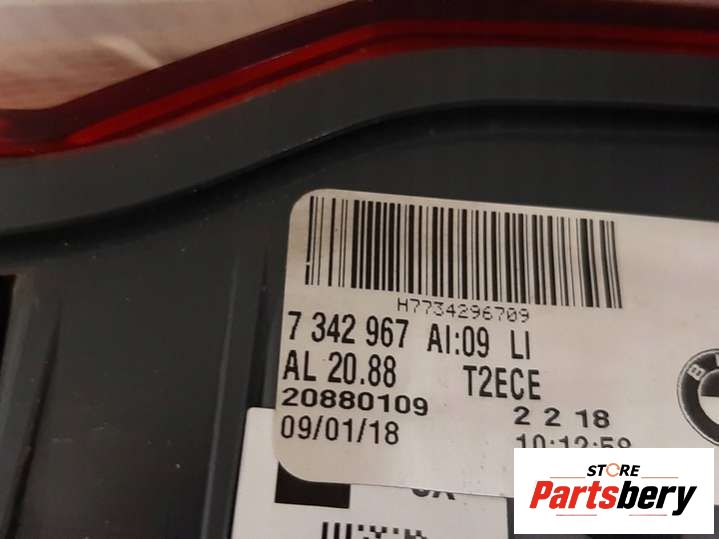 H7734296709
7 342 967 AI:09 LI
AL 20.88 T2ECE
20880109 2 2 18
09/01/18 10:12:58
B
STORE
Partsbery